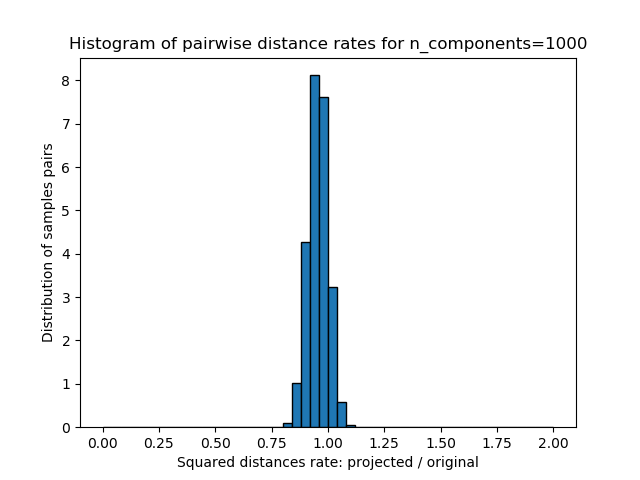 Histogram of pairwise distance rates for n_components=1000
8
7
6
5
4
3
2
1
0
Distribution of samples pairs
0.00 0.25 0.50 0.75 1.00 1.25 1.50 1.75 2.00
Squared distances rate: projected / original